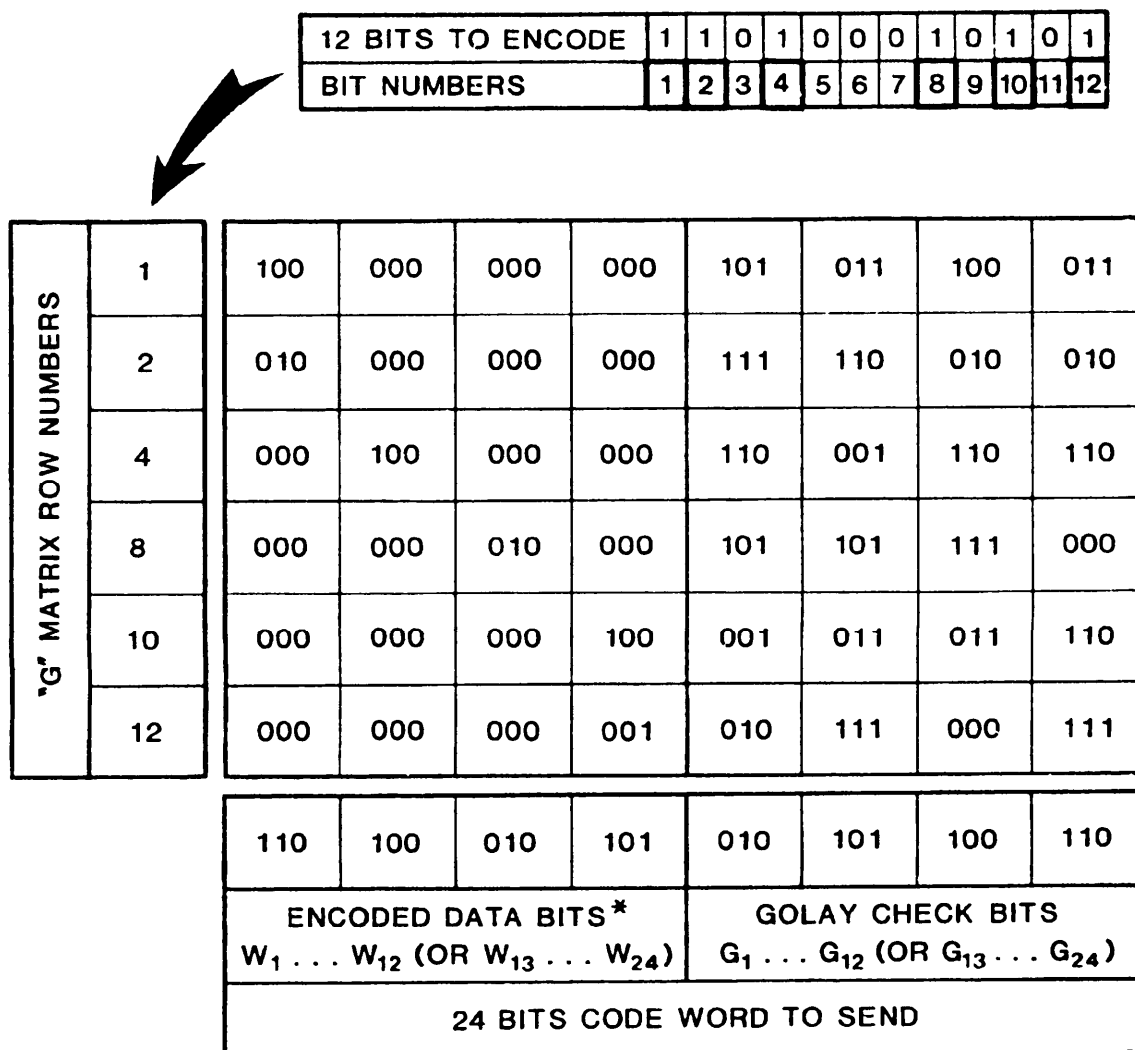 12 BITS TO ENCODE 1 1 0 1 0 0 0 1 0 1 0 1
BIT NUMBERS 1 2 3 4 5 6 7 8 9 10 11 12
"G" MATRIX ROW NUMBERS
1 100 000 000 000 101 011 100 011
2 010 000 000 000 111 110 010 010
4 000 100 000 000 110 001 110 110
8 000 000 010 000 101 101 111 000
10 000 000 000 100 001 011 011 110
12 000 000 000 001 010 111 000 111
110 100 010 101 010 101 100 110
ENCODED DATA BITS* GOLAY CHECK BITS
W1 . . . W12 (OR W13 . . . W24) G1 . . . G12 (OR G13 . . . G24)
24 BITS CODE WORD TO SEND